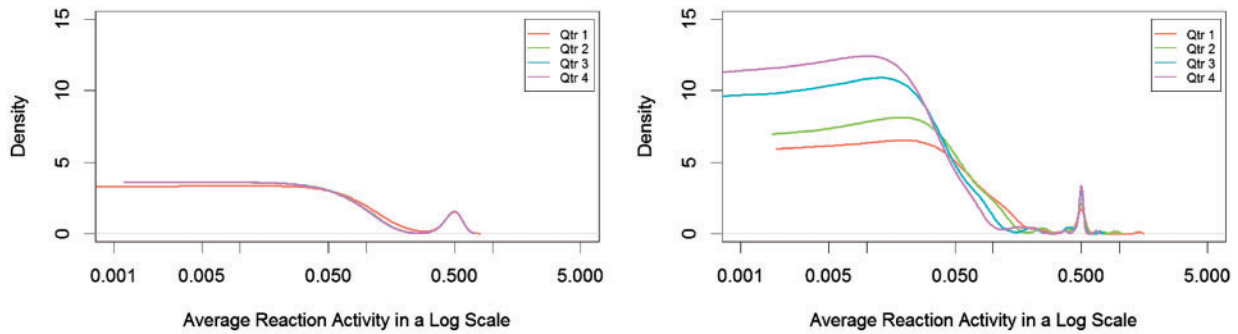 15
10
5
0
Density
Qtr 1
Qtr 2
Qtr 3
Qtr 4
0.001
0.005
0.050
0.500
5.000
Average Reaction Activity in a Log Scale
15
10
5
0
Density
Qtr 1
Qtr 2
Qtr 3
Qtr 4
0.001
0.005
0.050
0.500
5.000
Average Reaction Activity in a Log Scale